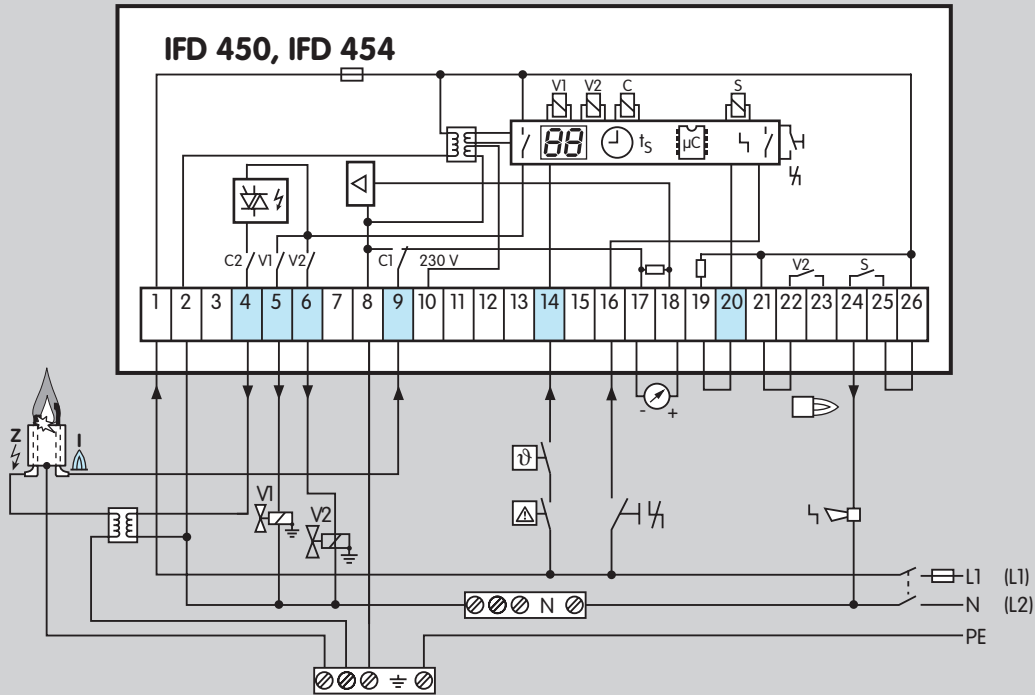 IFD 450, IFD 454
V1 V2 C S
88 tS µC
C2 V1 V2 C1 230 V V2 S
1 2 3 4 5 6 7 8 9 10 11 12 13 14 15 16 17 18 19 20 21 22 23 24 25 26
- +
Z I
ϑ
V1
V2
L1 (L1)
N N (L2)
PE